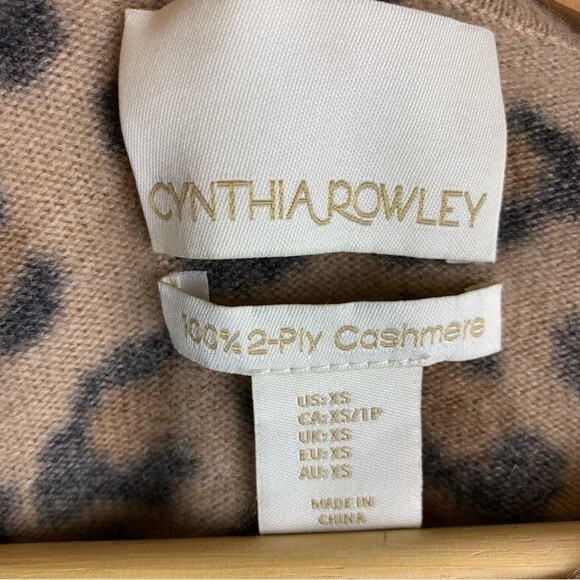 CYNTHIA ROWLEY
100% 2-Ply Cashmere
US: XS
CA: XS/TP
UK: XS
EU: XS
AU: XS
MADE IN
CHINA